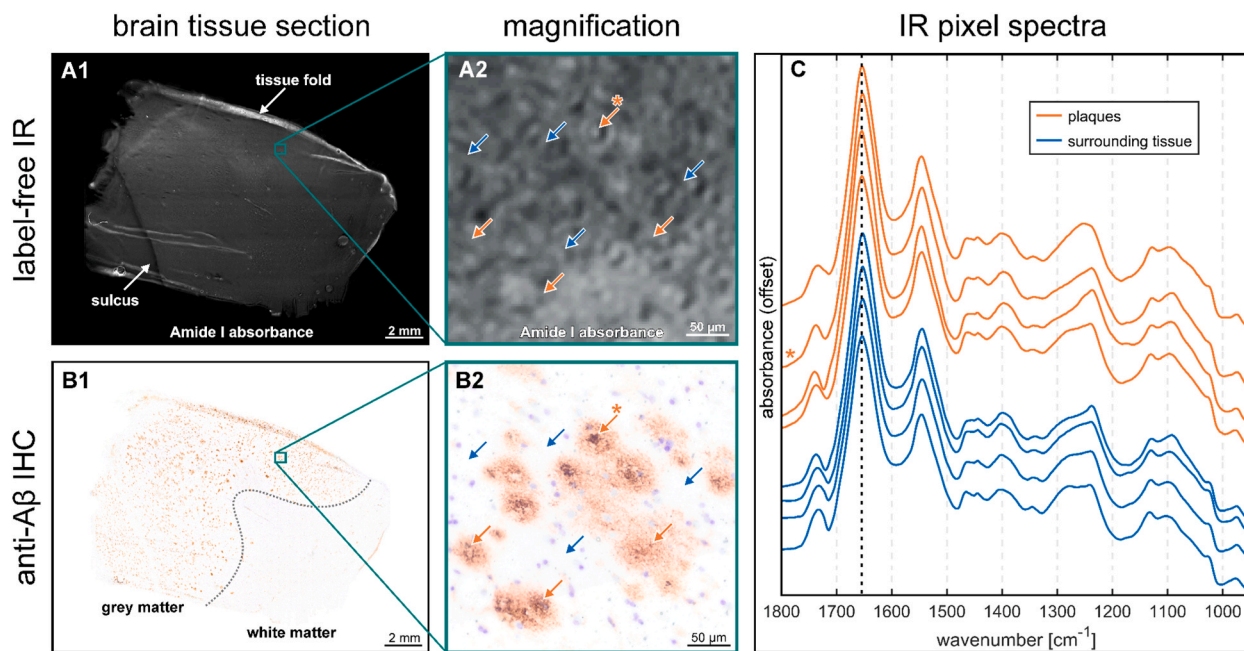 brain tissue section
magnification
IR pixel spectra
label-free IR
A1
tissue fold
sulcus
Amide I absorbance
2 mm
A2
*
Amide I absorbance
50 µm
anti-Aβ IHC
B1
grey matter
white matter
2 mm
B2
*
50 µm
C
plaques
surrounding tissue
absorbance (offset)
*
1800 1700 1600 1500 1400 1300 1200 1100 1000
wavenumber [cm⁻¹]